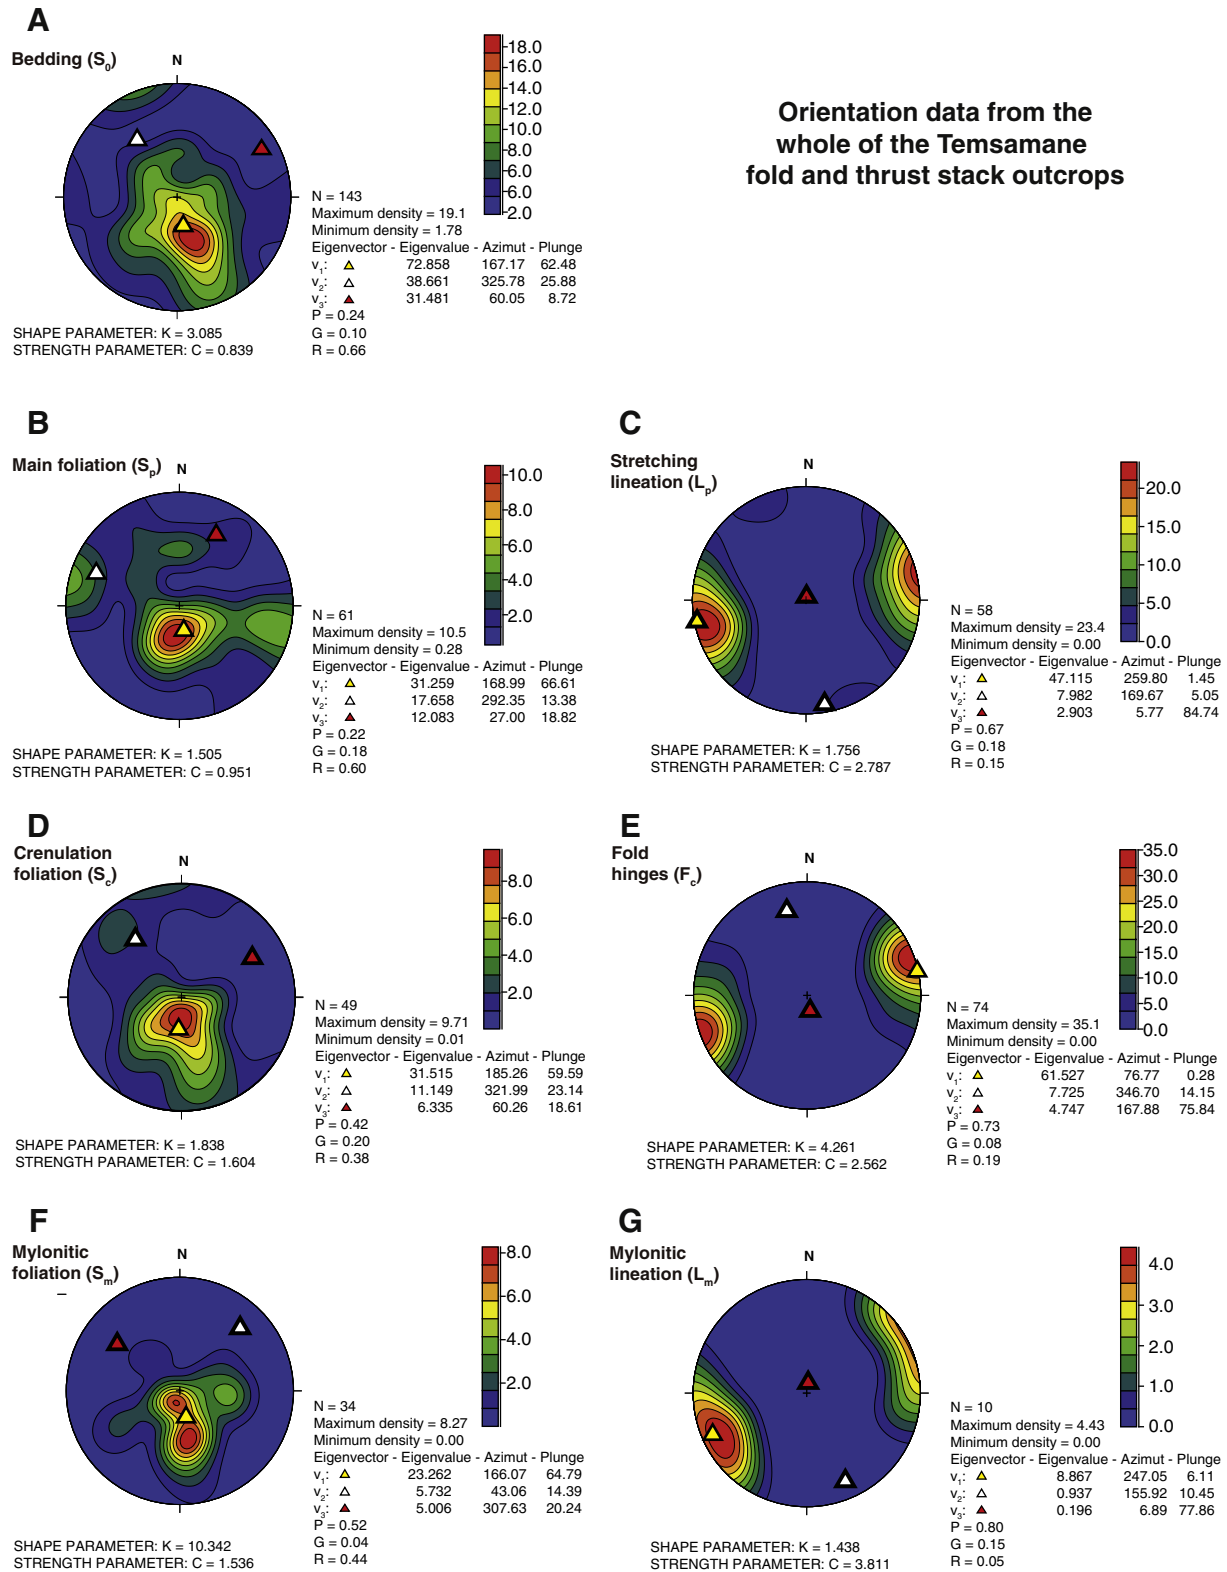 A
Bedding (S0)
N
18.0
16.0
14.0
12.0
10.0
8.0
6.0
6.0
2.0
N = 143
Maximum density = 19.1
Minimum density = 1.78
Eigenvector - Eigenvalue - Azimut - Plunge
v1: 72.858 167.17 62.48
v2: 38.661 325.78 25.88
v3: 31.481 60.05 8.72
P = 0.24
G = 0.10
R = 0.66
SHAPE PARAMETER: K = 3.085
STRENGTH PARAMETER: C = 0.839
Orientation data from the
whole of the Temsamane
fold and thrust stack outcrops
B
Main foliation (Sp)
N
10.0
8.0
6.0
4.0
2.0
N = 61
Maximum density = 10.5
Minimum density = 0.28
Eigenvector - Eigenvalue - Azimut - Plunge
v1: 31.259 168.99 66.61
v2: 17.658 292.35 13.38
v3: 12.083 27.00 18.82
P = 0.22
G = 0.18
R = 0.60
SHAPE PARAMETER: K = 1.505
STRENGTH PARAMETER: C = 0.951
C
Stretching
lineation (Lp)
N
20.0
15.0
10.0
5.0
0.0
N = 58
Maximum density = 23.4
Minimum density = 0.00
Eigenvector - Eigenvalue - Azimut - Plunge
v1: 47.115 259.80 1.45
v2: 7.982 169.67 5.05
v3: 2.903 5.77 84.74
P = 0.67
G = 0.18
R = 0.15
SHAPE PARAMETER: K = 1.756
STRENGTH PARAMETER: C = 2.787
D
Crenulation
foliation (Sc)
N
8.0
6.0
4.0
2.0
N = 49
Maximum density = 9.71
Minimum density = 0.01
Eigenvector - Eigenvalue - Azimut - Plunge
v1: 31.515 185.26 59.59
v2: 11.149 321.99 23.14
v3: 6.335 60.26 18.61
P = 0.42
G = 0.20
R = 0.38
SHAPE PARAMETER: K = 1.838
STRENGTH PARAMETER: C = 1.604
E
Fold
hinges (Fc)
N
35.0
30.0
25.0
20.0
15.0
10.0
5.0
0.0
N = 74
Maximum density = 35.1
Minimum density = 0.00
Eigenvector - Eigenvalue - Azimut - Plunge
v1: 61.527 76.77 0.28
v2: 7.725 346.70 14.15
v3: 4.747 167.88 75.84
P = 0.73
G = 0.08
R = 0.19
SHAPE PARAMETER: K = 4.261
STRENGTH PARAMETER: C = 2.562
F
Mylonitic
foliation (Sm)
N
8.0
6.0
4.0
2.0
N = 34
Maximum density = 8.27
Minimum density = 0.00
Eigenvector - Eigenvalue - Azimut - Plunge
v1: 23.262 166.07 64.79
v2: 5.732 43.06 14.39
v3: 5.006 307.63 20.24
P = 0.52
G = 0.04
R = 0.44
SHAPE PARAMETER: K = 10.342
STRENGTH PARAMETER: C = 1.536
G
Mylonitic
lineation (Lm)
N
4.0
3.0
2.0
1.0
0.0
N = 10
Maximum density = 4.43
Minimum density = 0.00
Eigenvector - Eigenvalue - Azimut - Plunge
v1: 8.867 247.05 6.11
v2: 0.937 155.92 10.45
v3: 0.196 6.89 77.86
P = 0.80
G = 0.15
R = 0.05
SHAPE PARAMETER: K = 1.438
STRENGTH PARAMETER: C = 3.811